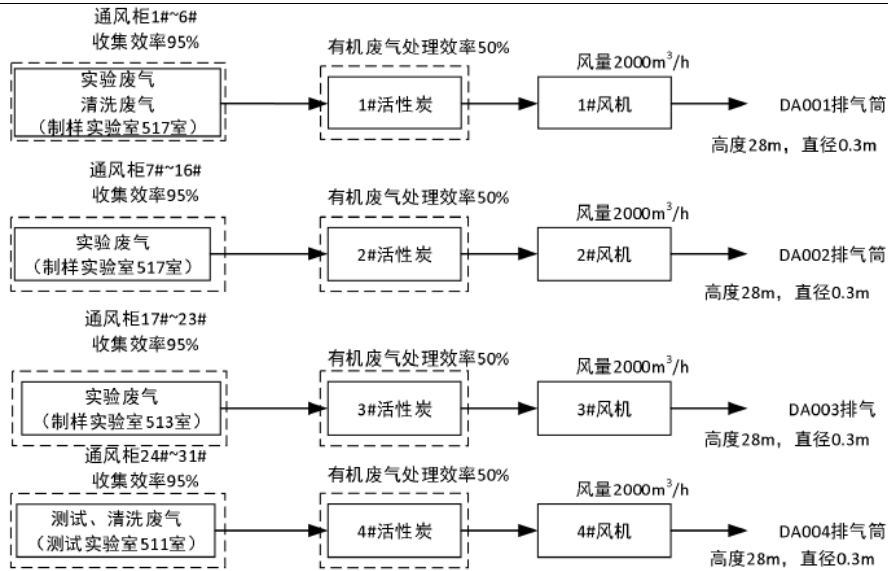 通风柜1#~6#
收集效率95%
有机废气处理效率50%
风量2000m³/h
实验废气
清洗废气
（制样实验室517室）
1#活性炭
1#风机
DA001排气筒
高度28m，直径0.3m
通风柜7#~16#
收集效率95%
有机废气处理效率50%
风量2000m³/h
实验废气
（制样实验室517室）
2#活性炭
2#风机
DA002排气筒
高度28m，直径0.3m
通风柜17#~23#
收集效率95%
有机废气处理效率50%
风量2000m³/h
实验废气
（制样实验室513室）
3#活性炭
3#风机
DA003排气
高度28m，直径0.3m
通风柜24#~31#
收集效率95%
有机废气处理效率50%
风量2000m³/h
测试、清洗废气
（测试实验室511室）
4#活性炭
4#风机
DA004排气筒
高度28m，直径0.3m